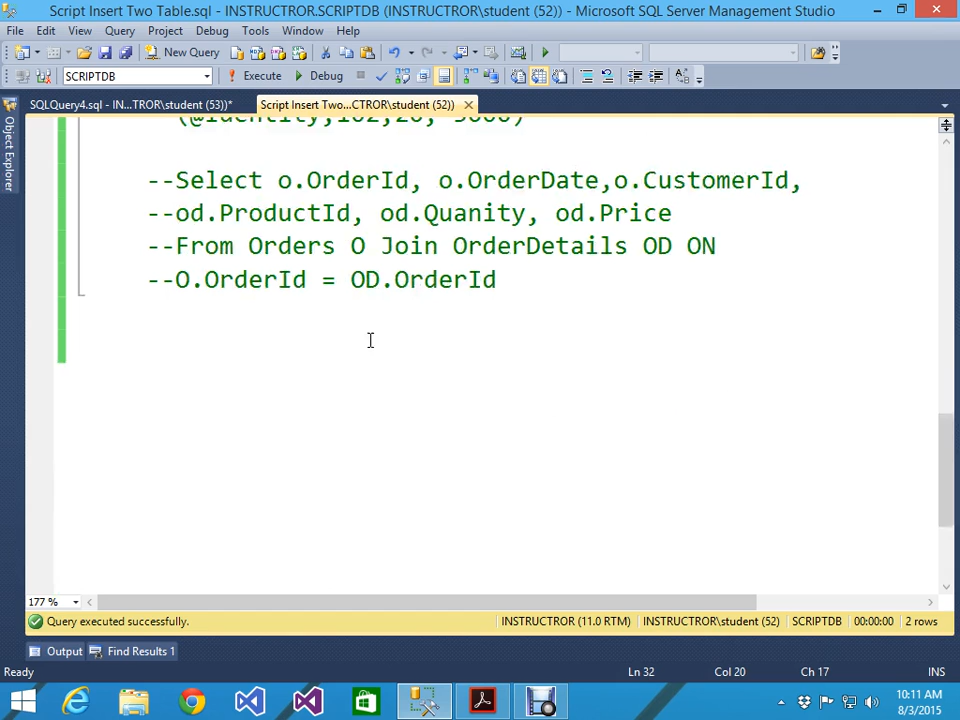 Script Insert Two Table.sql - INSTRUCTROR.SCRIPTDB (INSTRUCTROR\student (52)) - Microsoft SQL Server Management Studio
File Edit View Query Project Debug Tools Window Help
New Query
SCRIPTDB Execute Debug
SQLQuery4.sql - IN...TROR\student (53))* Script Insert Two...CTROR\student (52))
Object Explorer
--Select o.OrderId, o.OrderDate,o.CustomerId,
--od.ProductId, od.Quanity, od.Price
--From Orders O Join OrderDetails OD ON
--O.OrderId = OD.OrderId
177 %
Query executed successfully. INSTRUCTROR (11.0 RTM) INSTRUCTROR\student (52) SCRIPTDB 00:00:00 2 rows
Output Find Results 1
Ready Ln 32 Col 20 Ch 17 INS
10:11 AM
8/3/2015